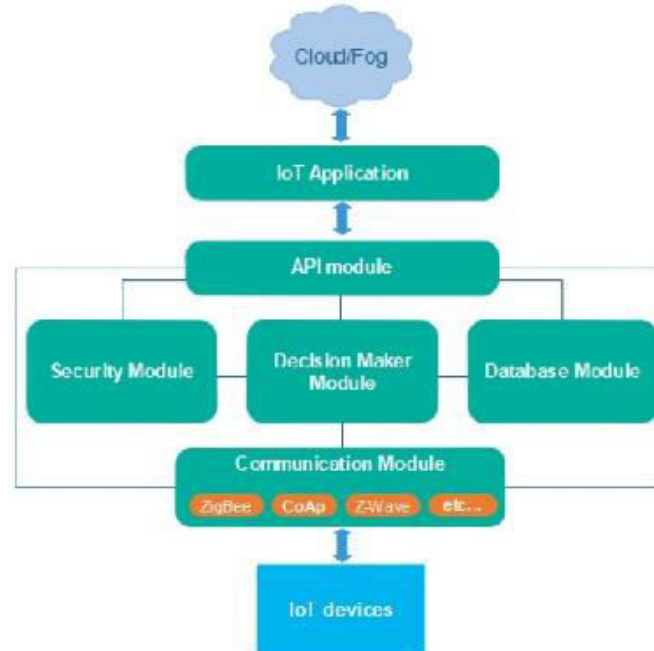 Cloud/Fog
IoT Application
API module
Security Module
Decision Maker
Module
Database Module
Communication Module
ZigBee
CoAp
Z-Wave
etc...
IoT devices